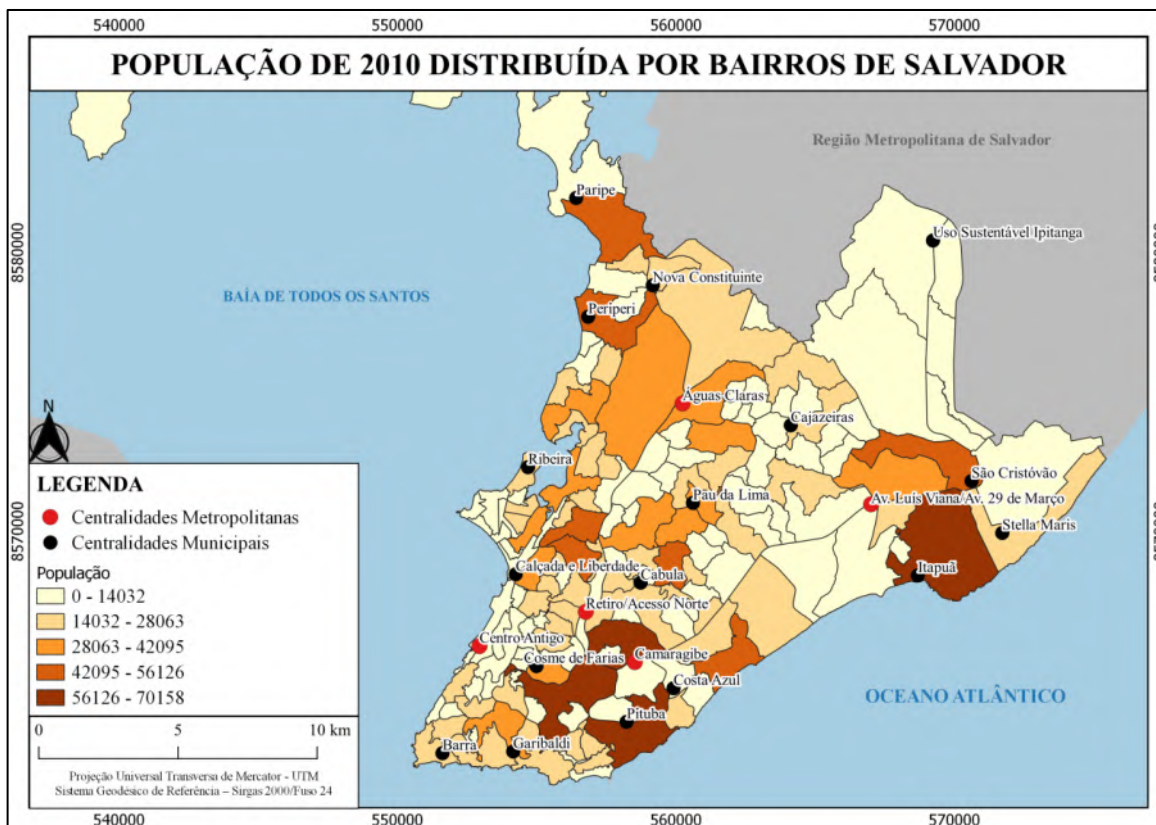 540000 550000 560000 570000
POPULAÇÃO DE 2010 DISTRIBUÍDA POR BAIRROS DE SALVADOR
Região Metropolitana de Salvador
Paripe
Uso Sustentável Ipitanga
8580000
8580000
Nova Constituinte
BAÍA DE TODOS OS SANTOS
Periperi
Águas Claras
Cajazeiras
N
Ribeira
São Cristóvão
Pau da Lima
Av. Luís Viana/Av. 29 de Março
Stella Maris
8570000
8570000
Calçada e Liberdade
Cabula
Itapuã
Retiro/Acesso Norte
Centro Antigo
Camaragibe
Cosme de Farias
Costa Azul
OCEANO ATLÂNTICO
Pituba
Barra
Garibaldi
LEGENDA
Centralidades Metropolitanas
Centralidades Municipais
População
0 - 14032
14032 - 28063
28063 - 42095
42095 - 56126
56126 - 70158
0 5 10 km
Projeção Universal Transversa de Mercator - UTM
Sistema Geodésico de Referência – Sirgas 2000/Fuso 24
540000 550000 560000 570000